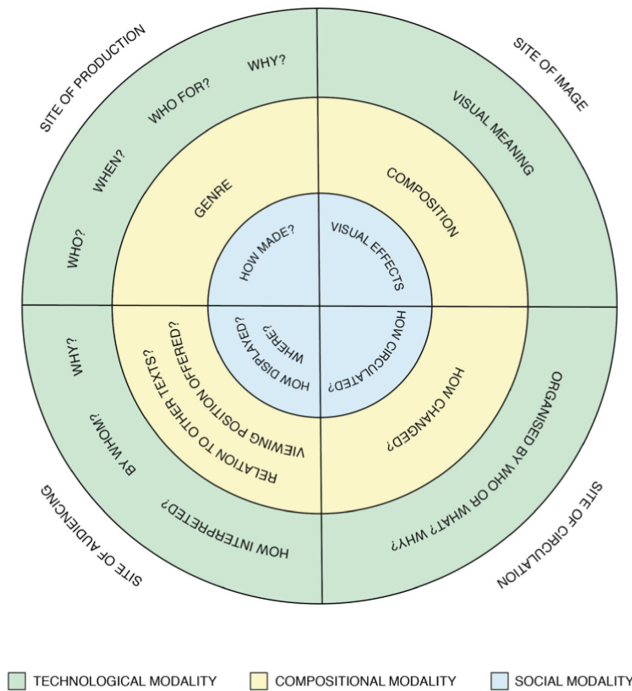 SITE OF PRODUCTION
WHO?
WHEN?
WHO FOR?
WHY?
GENRE
HOW MADE?
SITE OF IMAGE
VISUAL MEANING
COMPOSITION
VISUAL EFFECTS
SITE OF CIRCULATION
ORGANISED BY WHO OR WHAT? WHY?
HOW CHANGED?
HOW CIRCULATED?
SITE OF AUDIENCING
WHY?
BY WHOM?
HOW INTERPRETED?
RELATION TO OTHER TEXTS?
VIEWING POSITION OFFERED?
HOW DISPLAYED?
WHERE?
TECHNOLOGICAL MODALITY
COMPOSITIONAL MODALITY
SOCIAL MODALITY